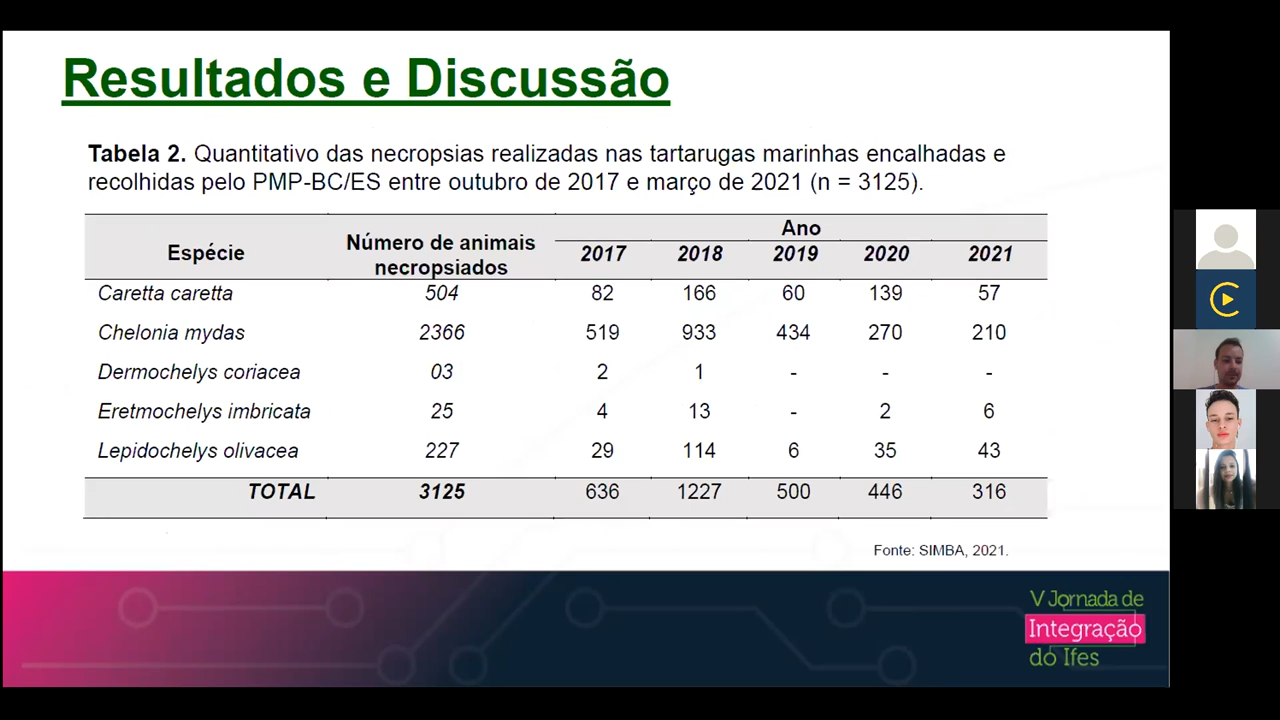 Resultados e Discussão
Tabela 2. Quantitativo das necropsias realizadas nas tartarugas marinhas encalhadas e
recolhidas pelo PMP-BC/ES entre outubro de 2017 e março de 2021 (n = 3125).
Espécie Número de animais necropsiados Ano
2017 2018 2019 2020 2021
Caretta caretta 504 82 166 60 139 57
Chelonia mydas 2366 519 933 434 270 210
Dermochelys coriacea 03 2 1 - - -
Eretmochelys imbricata 25 4 13 - 2 6
Lepidochelys olivacea 227 29 114 6 35 43
TOTAL 3125 636 1227 500 446 316
Fonte: SIMBA, 2021.
V Jornada de
Integração
do Ifes